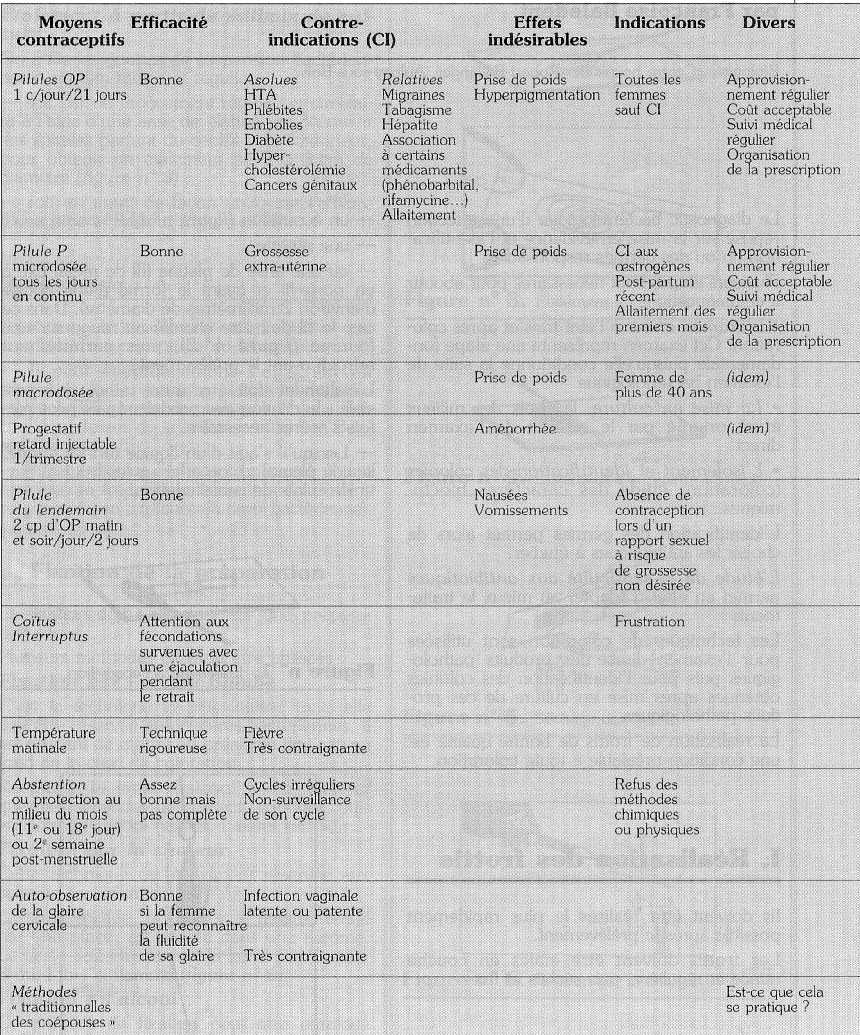 Moyens contraceptifs Efficacité Contre-indications (CI) Effets indésirables Indications Divers
Pilules OP
1 c/jour/21 jours
Bonne
Asolues
HTA
Phlébites
Embolies
Diabète
Hyper-
cholestérolémie
Cancers génitaux
Relatives
Migraines
Tabagisme
Hépatite
Association
à certains
médicaments
(phénobarbital,
rifamycine...)
Allaitement
Prise de poids
Hyperpigmentation
Toutes les
femmes
sauf CI
Approvision-
nement régulier
Coût acceptable
Suivi médical
régulier
Organisation
de la prescription
Pilule P
microdosée
tous les jours
en continu
Bonne
Grossesse
extra-utérine
Prise de poids
CI aux
œstrogènes
Post-partum
récent
Allaitement des
premiers mois
Approvision-
nement régulier
Coût acceptable
Suivi médical
régulier
Organisation
de la prescription
Pilule
macrodosée
Prise de poids
Femme de
plus de 40 ans
(idem)
Progestatif
retard injectable
1/trimestre
Aménorrhée
(idem)
Pilule
du lendemain
2 cp d'OP matin
et soir/jour/2 jours
Bonne
Nausées
Vomissements
Absence de
contraception
lors d'un
rapport sexuel
à risque
de grossesse
non désirée
Coïtus
Interruptus
Attention aux
fécondations
survenues avec
une éjaculation
pendant
le retrait
Frustration
Température
matinale
Technique
rigoureuse
Fièvre
Très contraignante
Abstention
ou protection au
milieu du mois
(11e ou 18e jour)
ou 2e semaine
post-menstruelle
Assez
bonne mais
pas complète
Cycles irréguliers
Non-surveillance
de son cycle
Refus des
méthodes
chimiques
ou physiques
Auto-observation
de la glaire
cervicale
Bonne
si la femme
peut reconnaître
la fluidité
de sa glaire
Infection vaginale
latente ou patente
Très contraignante
Méthodes
« traditionnelles
des coépouses »
Est-ce que cela
se pratique ?